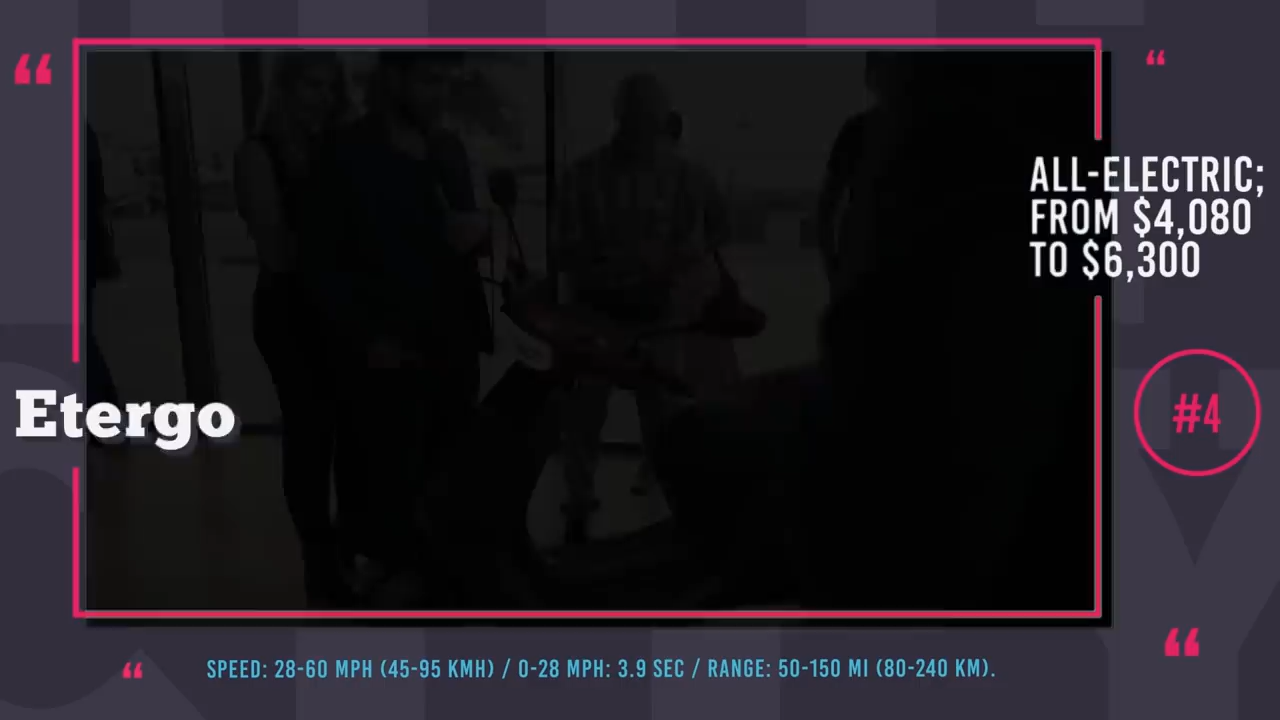 ALL-ELECTRIC;
FROM $4,080
TO $6,300
Etergo
#4
SPEED: 28-60 MPH (45-95 KMH) / 0-28 MPH: 3.9 SEC / RANGE: 50-150 MI (80-240 KM).